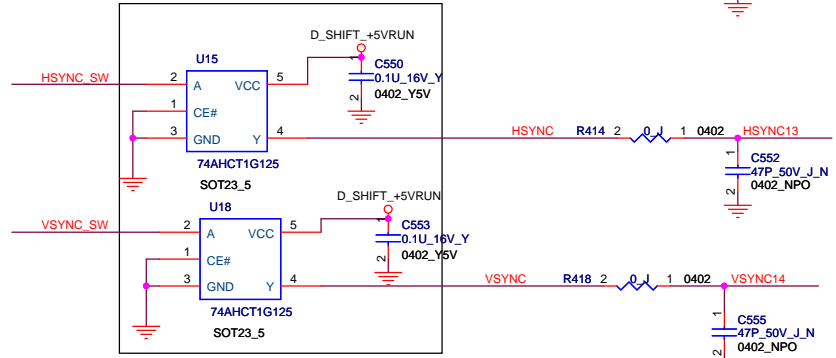 D_SHIFT_+5VRUN
U15
C550
0.1U_16V_Y
0402_Y5V
1
2
HSYNC_SW
2
A
VCC
5
1
CE#
3
GND
Y
4
74AHCT1G125
SOT23_5
HSYNC
R414
2
0_J
1
0402
HSYNC13
1
C552
47P_50V_J_N
0402_NPO
2
D_SHIFT_+5VRUN
U18
C553
0.1U_16V_Y
0402_Y5V
1
2
VSYNC_SW
2
A
VCC
5
1
CE#
3
GND
Y
4
74AHCT1G125
SOT23_5
VSYNC
R418
2
0_J
1
0402
VSYNC14
1
C555
47P_50V_J_N
0402_NPO
2